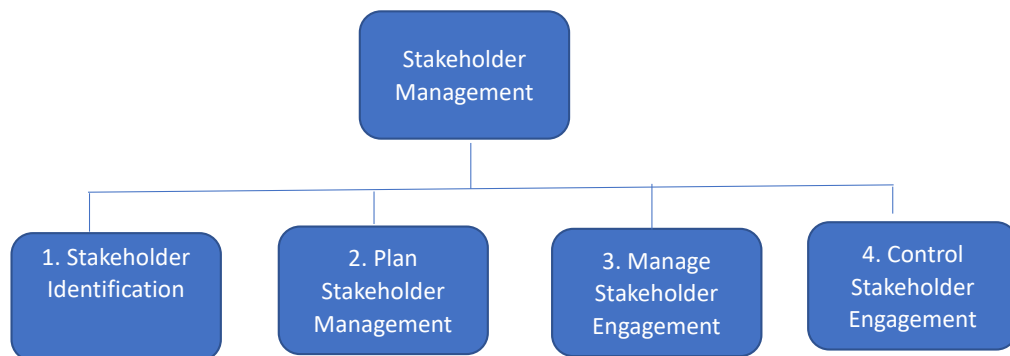 Stakeholder
Management
1. Stakeholder
Identification
2. Plan
Stakeholder
Management
3. Manage
Stakeholder
Engagement
4. Control
Stakeholder
Engagement